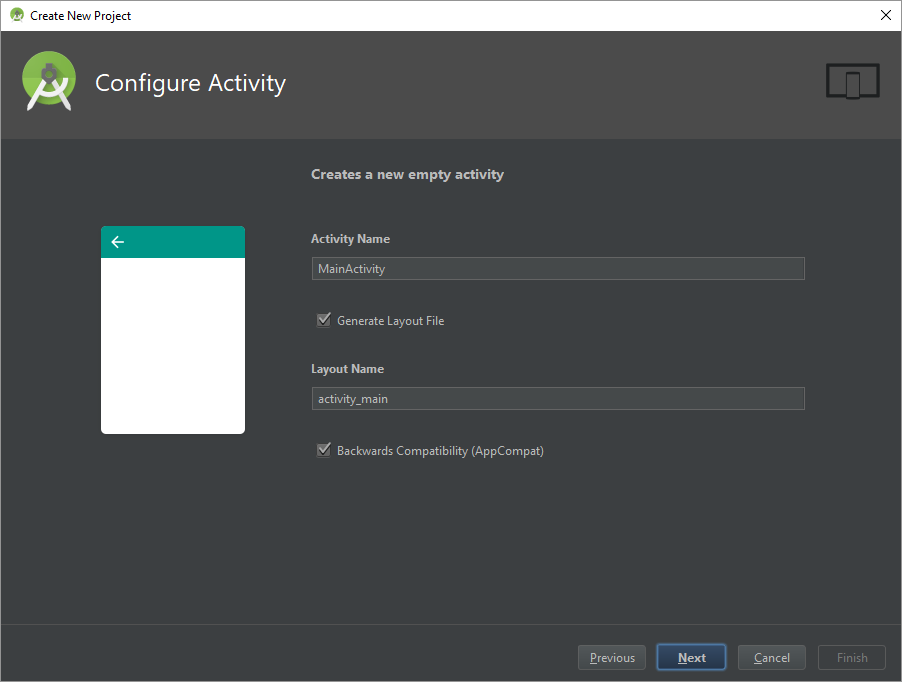 Create New Project
Configure Activity
Creates a new empty activity
Activity Name
MainActivity
Generate Layout File
Layout Name
activity_main
Backwards Compatibility (AppCompat)
Previous
Next
Cancel
Finish